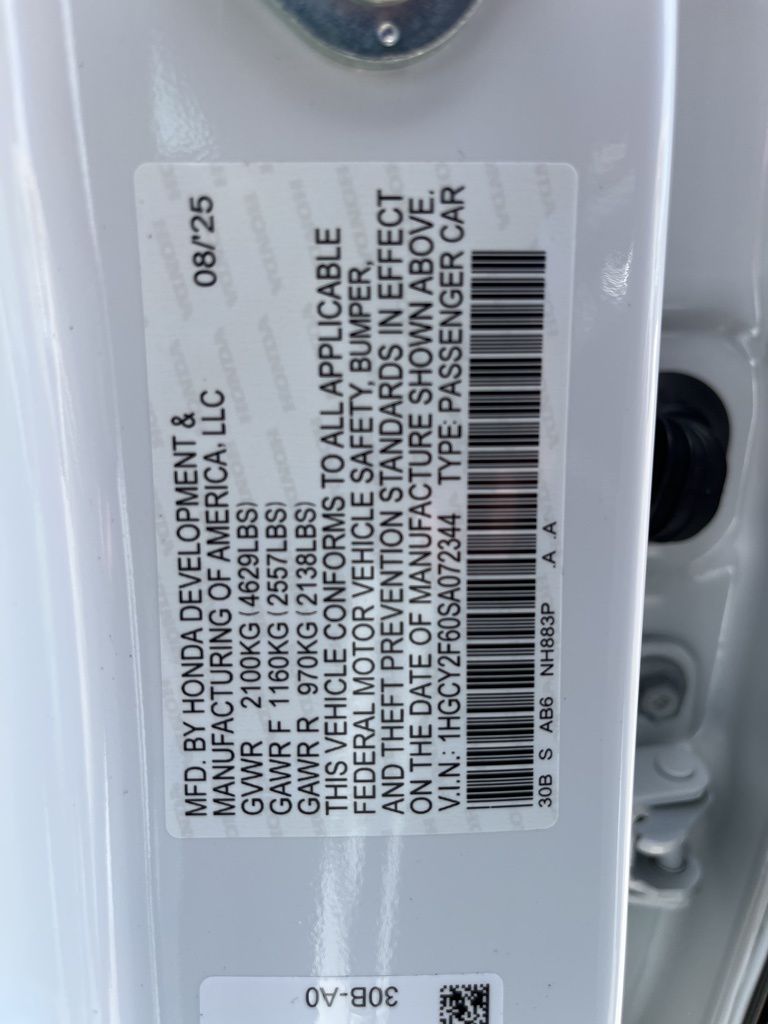 MFD. BY HONDA DEVELOPMENT &
MANUFACTURING OF AMERICA, LLC 08/'25
GVWR 2100KG (4629LBS)
GAWR F 1160KG (2557LBS)
GAWR R 970KG (2138LBS)
THIS VEHICLE CONFORMS TO ALL APPLICABLE
FEDERAL MOTOR VEHICLE SAFETY, BUMPER,
AND THEFT PREVENTION STANDARDS IN EFFECT
ON THE DATE OF MANUFACTURE SHOWN ABOVE.
V.I.N.: 1HGCY2F60SA072344 TYPE: PASSENGER CAR
30B S AB6 NH883P .A .A
30B-A0